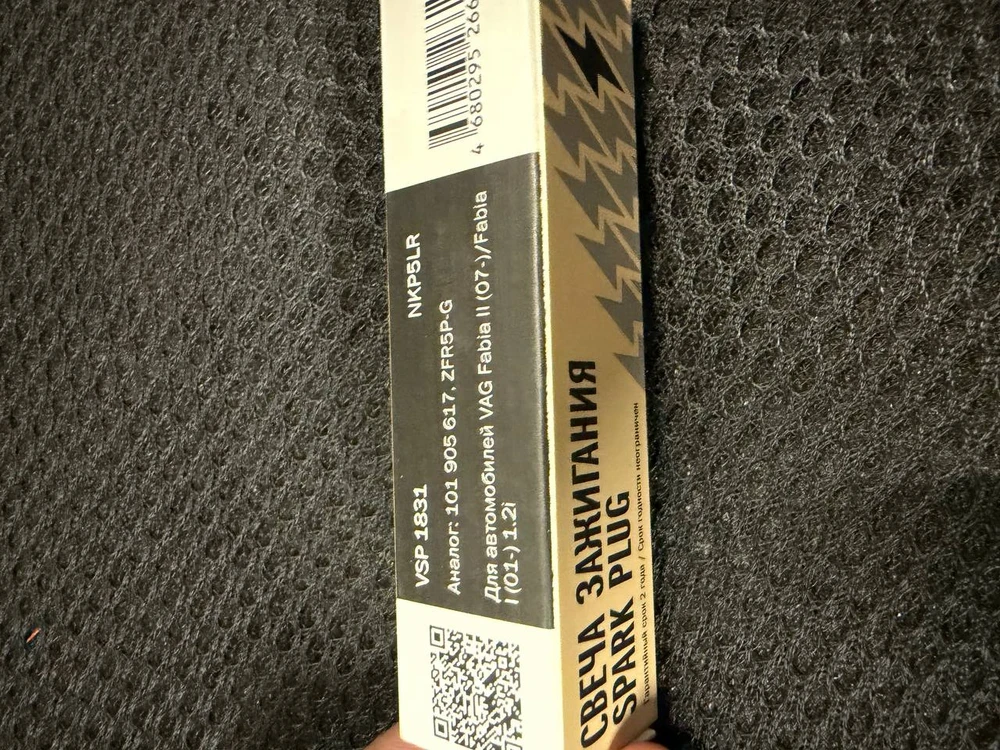 4 680295 266
VSP 1831 NKP5LR
Аналог: 101 905 617, ZFR5P-G
Для автомобилей VAG Fabia II (07-)/Fabia
I (01-) 1.2i
СВЕЧА ЗАЖИГАНИЯ
SPARK PLUG
Гарантийный срок 2 года / Срок годности неограничен